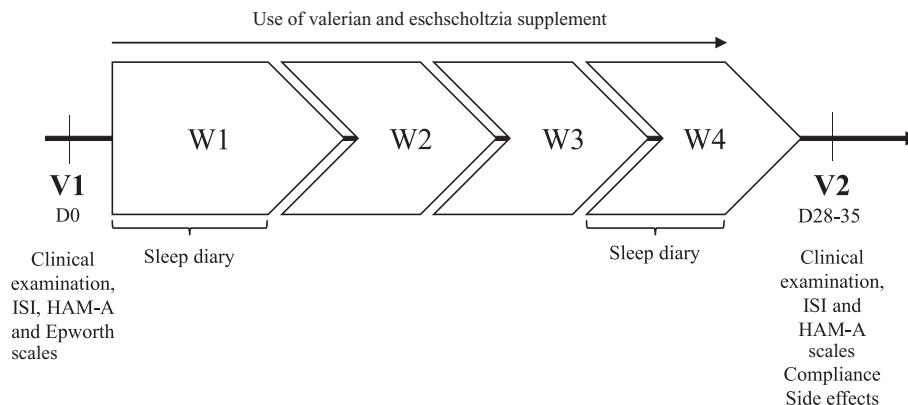 Use of valerian and eschscholtzia supplement
W1
W2
W3
W4
V1
D0
V2
D28-35
Sleep diary
Sleep diary
Clinical
examination,
ISI, HAM-A
and Epworth
scales
Clinical
examination,
ISI and
HAM-A
scales
Compliance
Side effects